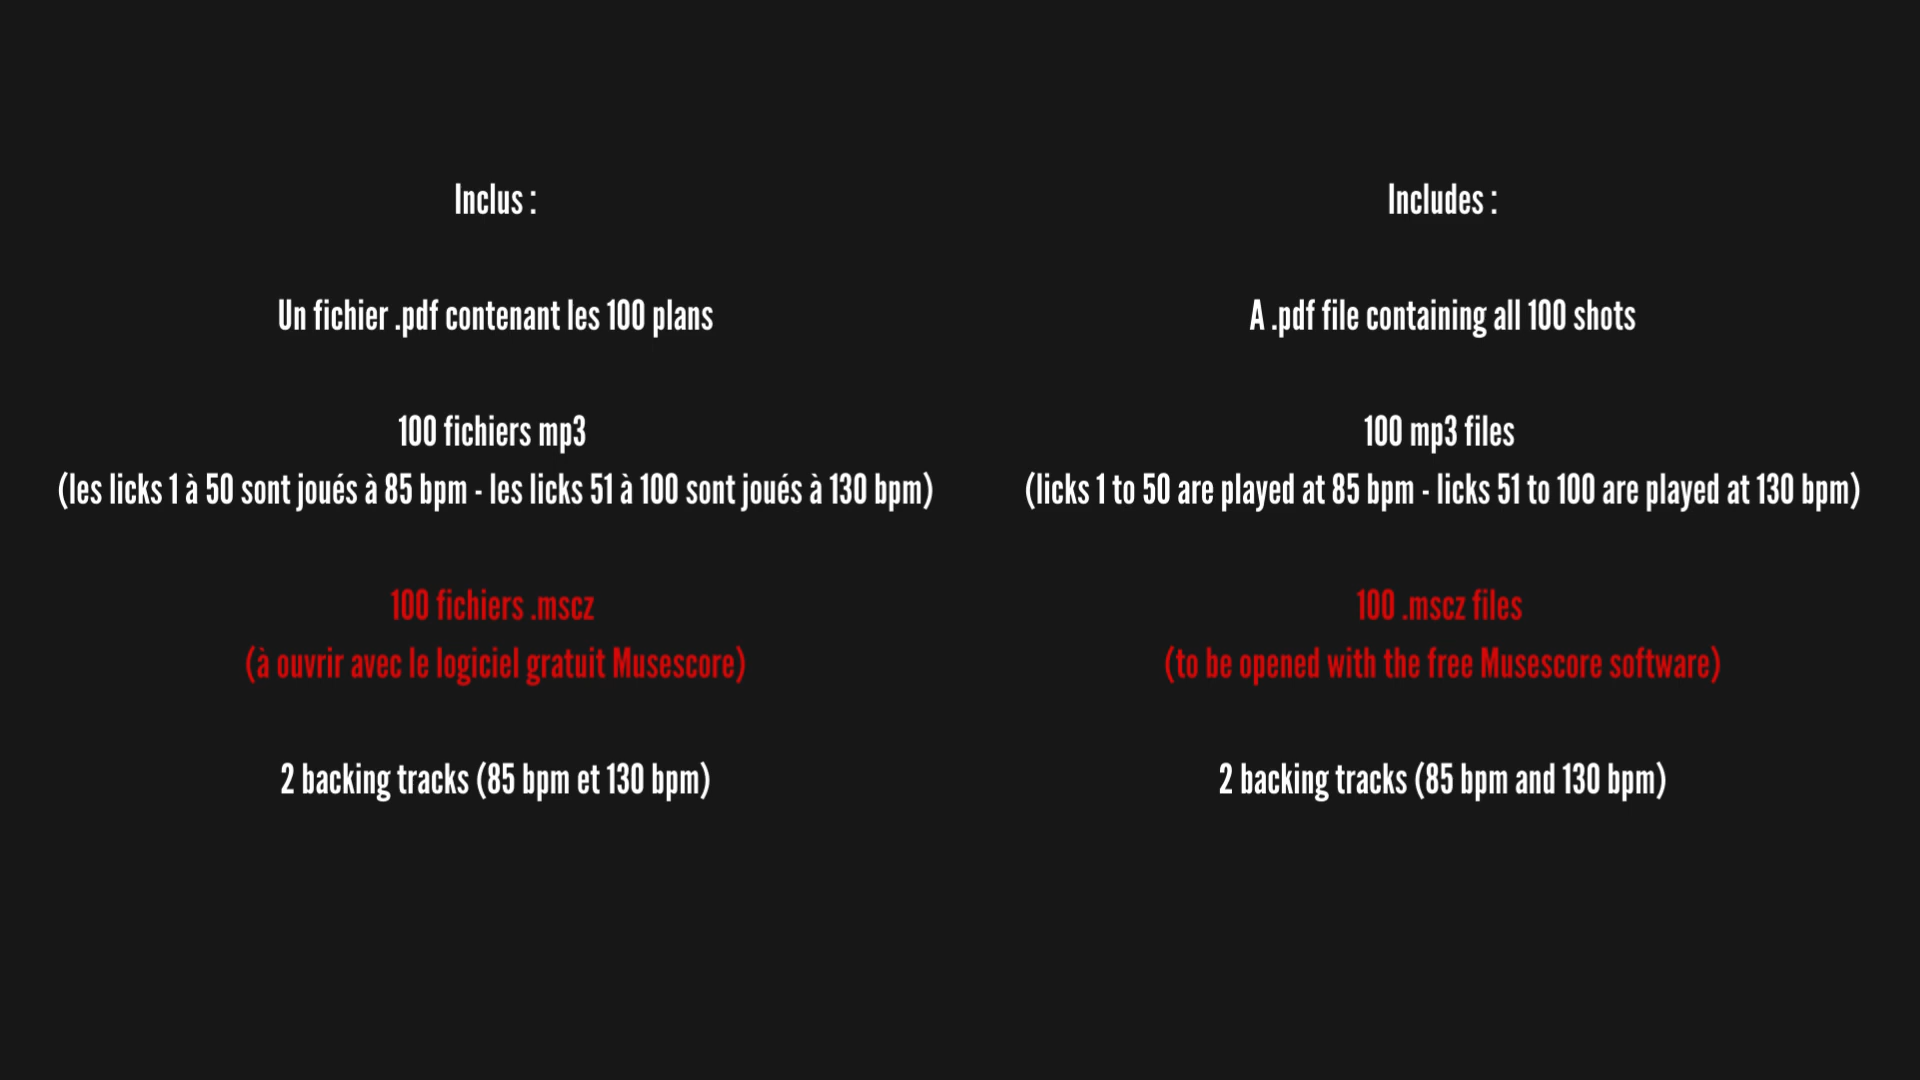 Inclus :
Un fichier .pdf contenant les 100 plans
100 fichiers mp3
(les licks 1 à 50 sont joués à 85 bpm - les licks 51 à 100 sont joués à 130 bpm)
100 fichiers .mscz
(à ouvrir avec le logiciel gratuit Musescore)
2 backing tracks (85 bpm et 130 bpm)
Includes :
A .pdf file containing all 100 shots
100 mp3 files
(licks 1 to 50 are played at 85 bpm - licks 51 to 100 are played at 130 bpm)
100 .mscz files
(to be opened with the free Musescore software)
2 backing tracks (85 bpm and 130 bpm)